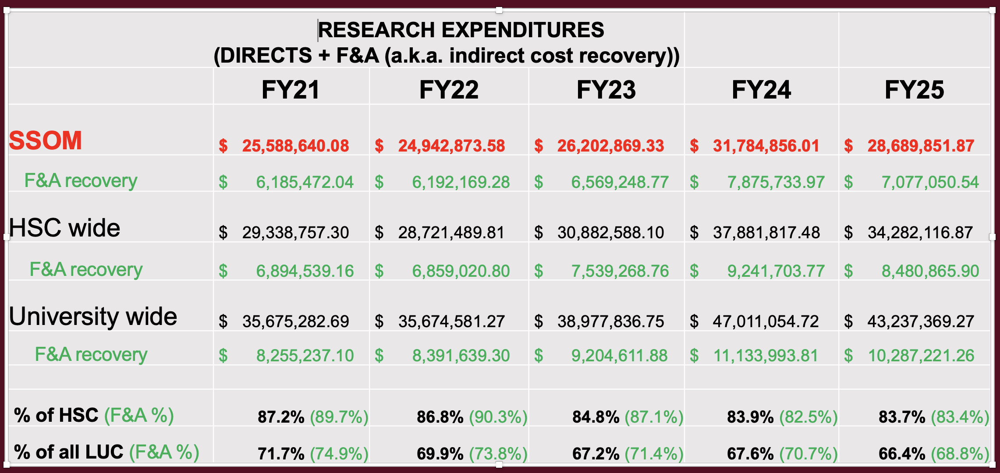 RESEARCH EXPENDITURES
(DIRECTS + F&A (a.k.a. indirect cost recovery))
FY21 FY22 FY23 FY24 FY25
SSOM $ 25,588,640.08 $ 24,942,873.58 $ 26,202,869.33 $ 31,784,856.01 $ 28,689,851.87
F&A recovery $ 6,185,472.04 $ 6,192,169.28 $ 6,569,248.77 $ 7,875,733.97 $ 7,077,050.54
HSC wide $ 29,338,757.30 $ 28,721,489.81 $ 30,882,588.10 $ 37,881,817.48 $ 34,282,116.87
F&A recovery $ 6,894,539.16 $ 6,859,020.80 $ 7,539,268.76 $ 9,241,703.77 $ 8,480,865.90
University wide $ 35,675,282.69 $ 35,674,581.27 $ 38,977,836.75 $ 47,011,054.72 $ 43,237,369.27
F&A recovery $ 8,255,237.10 $ 8,391,639.30 $ 9,204,611.88 $ 11,133,993.81 $ 10,287,221.26
% of HSC (F&A %) 87.2% (89.7%) 86.8% (90.3%) 84.8% (87.1%) 83.9% (82.5%) 83.7% (83.4%)
% of all LUC (F&A %) 71.7% (74.9%) 69.9% (73.8%) 67.2% (71.4%) 67.6% (70.7%) 66.4% (68.8%)